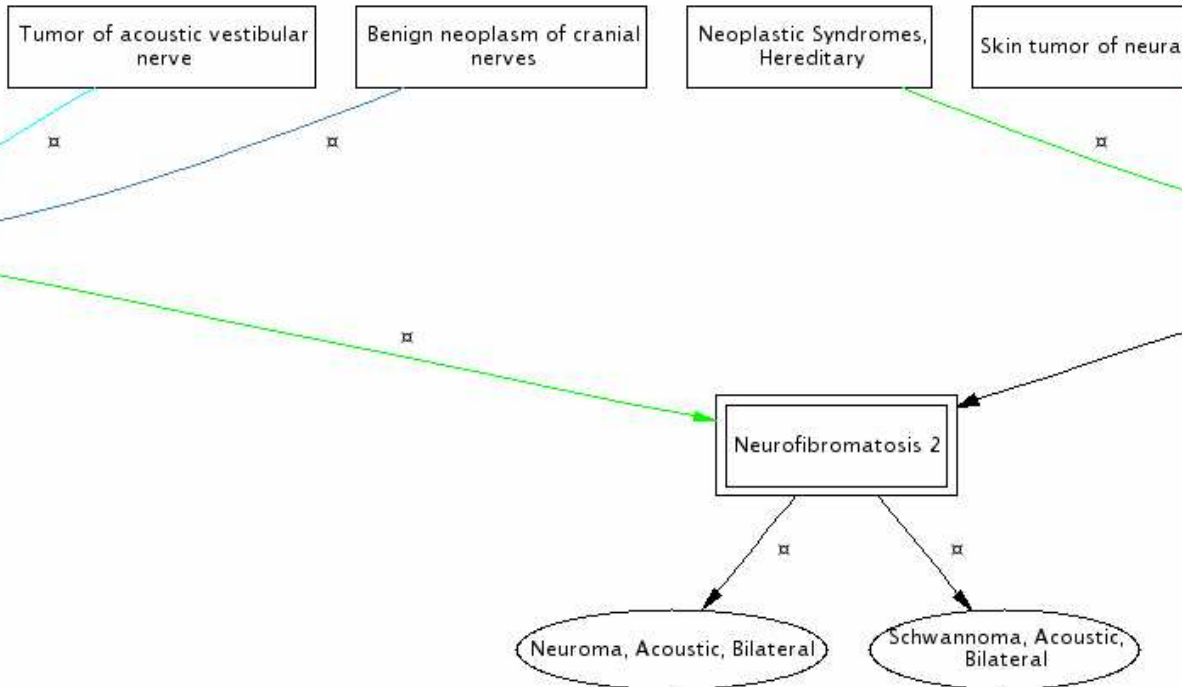 Tumor of acoustic vestibular
nerve
Benign neoplasm of cranial
nerves
Neoplastic Syndromes,
Hereditary
Skin tumor of neura
¤
¤
¤
¤
Neurofibromatosis 2
¤
¤
Neuroma, Acoustic, Bilateral
Schwannoma, Acoustic,
Bilateral